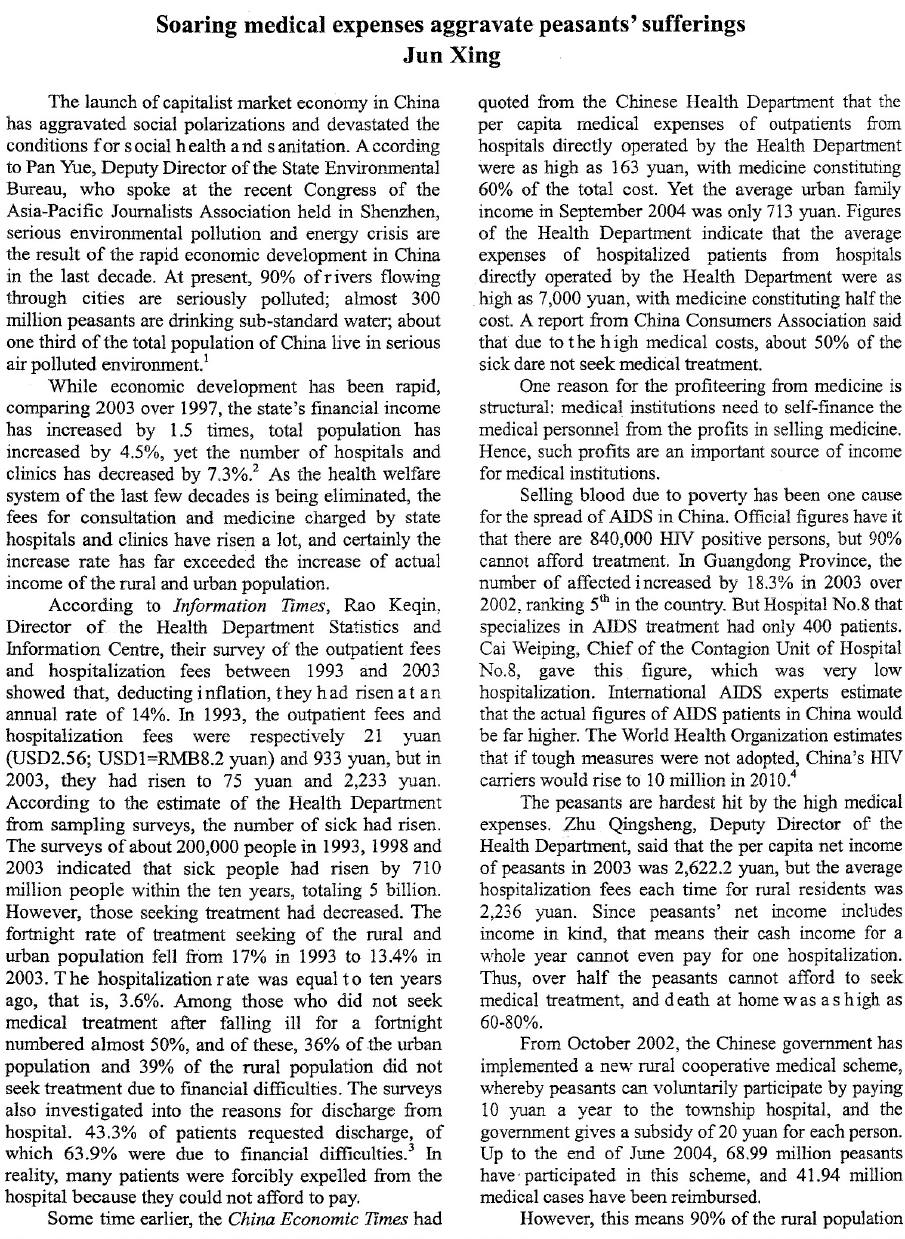 Soaring medical expenses aggravate peasants' sufferings
Jun Xing
The launch of capitalist market economy in China
has aggravated social polarizations and devastated the
conditions for social health and sanitation. According
to Pan Yue, Deputy Director of the State Environmental
Bureau, who spoke at the recent Congress of the
Asia-Pacific Journalists Association held in Shenzhen,
serious environmental pollution and energy crisis are
the result of the rapid economic development in China
in the last decade. At present, 90% of rivers flowing
through cities are seriously polluted; almost 300
million peasants are drinking sub-standard water; about
one third of the total population of China live in serious
air polluted environment.¹
While economic development has been rapid,
comparing 2003 over 1997, the state's financial income
has increased by 1.5 times, total population has
increased by 4.5%, yet the number of hospitals and
clinics has decreased by 7.3%.² As the health welfare
system of the last few decades is being eliminated, the
fees for consultation and medicine charged by state
hospitals and clinics have risen a lot, and certainly the
increase rate has far exceeded the increase of actual
income of the rural and urban population.
According to Information Times, Rao Keqin,
Director of the Health Department Statistics and
Information Centre, their survey of the outpatient fees
and hospitalization fees between 1993 and 2003
showed that, deducting inflation, they had risen at an
annual rate of 14%. In 1993, the outpatient fees and
hospitalization fees were respectively 21 yuan
(USD2.56; USD1=RMB8.2 yuan) and 933 yuan, but in
2003, they had risen to 75 yuan and 2,233 yuan.
According to the estimate of the Health Department
from sampling surveys, the number of sick had risen.
The surveys of about 200,000 people in 1993, 1998 and
2003 indicated that sick people had risen by 710
million people within the ten years, totaling 5 billion.
However, those seeking treatment had decreased. The
fortnight rate of treatment seeking of the rural and
urban population fell from 17% in 1993 to 13.4% in
2003. The hospitalization rate was equal to ten years
ago, that is, 3.6%. Among those who did not seek
medical treatment after falling ill for a fortnight
numbered almost 50%, and of these, 36% of the urban
population and 39% of the rural population did not
seek treatment due to financial difficulties. The surveys
also investigated into the reasons for discharge from
hospital. 43.3% of patients requested discharge, of
which 63.9% were due to financial difficulties.³ In
reality, many patients were forcibly expelled from the
hospital because they could not afford to pay.
Some time earlier, the China Economic Times had
quoted from the Chinese Health Department that the
per capita medical expenses of outpatients from
hospitals directly operated by the Health Department
were as high as 163 yuan, with medicine constituting
60% of the total cost. Yet the average urban family
income in September 2004 was only 713 yuan. Figures
of the Health Department indicate that the average
expenses of hospitalized patients from hospitals
directly operated by the Health Department were as
high as 7,000 yuan, with medicine constituting half the
cost. A report from China Consumers Association said
that due to the high medical costs, about 50% of the
sick dare not seek medical treatment.
One reason for the profiteering from medicine is
structural: medical institutions need to self-finance the
medical personnel from the profits in selling medicine.
Hence, such profits are an important source of income
for medical institutions.
Selling blood due to poverty has been one cause
for the spread of AIDS in China. Official figures have it
that there are 840,000 HIV positive persons, but 90%
cannot afford treatment. In Guangdong Province, the
number of affected increased by 18.3% in 2003 over
2002, ranking 5th in the country. But Hospital No.8 that
specializes in AIDS treatment had only 400 patients.
Cai Weiping, Chief of the Contagion Unit of Hospital
No.8, gave this figure, which was very low
hospitalization. International AIDS experts estimate
that the actual figures of AIDS patients in China would
be far higher. The World Health Organization estimates
that if tough measures were not adopted, China's HIV
carriers would rise to 10 million in 2010.⁴
The peasants are hardest hit by the high medical
expenses. Zhu Qingsheng, Deputy Director of the
Health Department, said that the per capita net income
of peasants in 2003 was 2,622.2 yuan, but the average
hospitalization fees each time for rural residents was
2,236 yuan. Since peasants' net income includes
income in kind, that means their cash income for a
whole year cannot even pay for one hospitalization.
Thus, over half the peasants cannot afford to seek
medical treatment, and death at home was as high as
60-80%.
From October 2002, the Chinese government has
implemented a new rural cooperative medical scheme,
whereby peasants can voluntarily participate by paying
10 yuan a year to the township hospital, and the
government gives a subsidy of 20 yuan for each person.
Up to the end of June 2004, 68.99 million peasants
have participated in this scheme, and 41.94 million
medical cases have been reimbursed.
However, this means 90% of the rural population